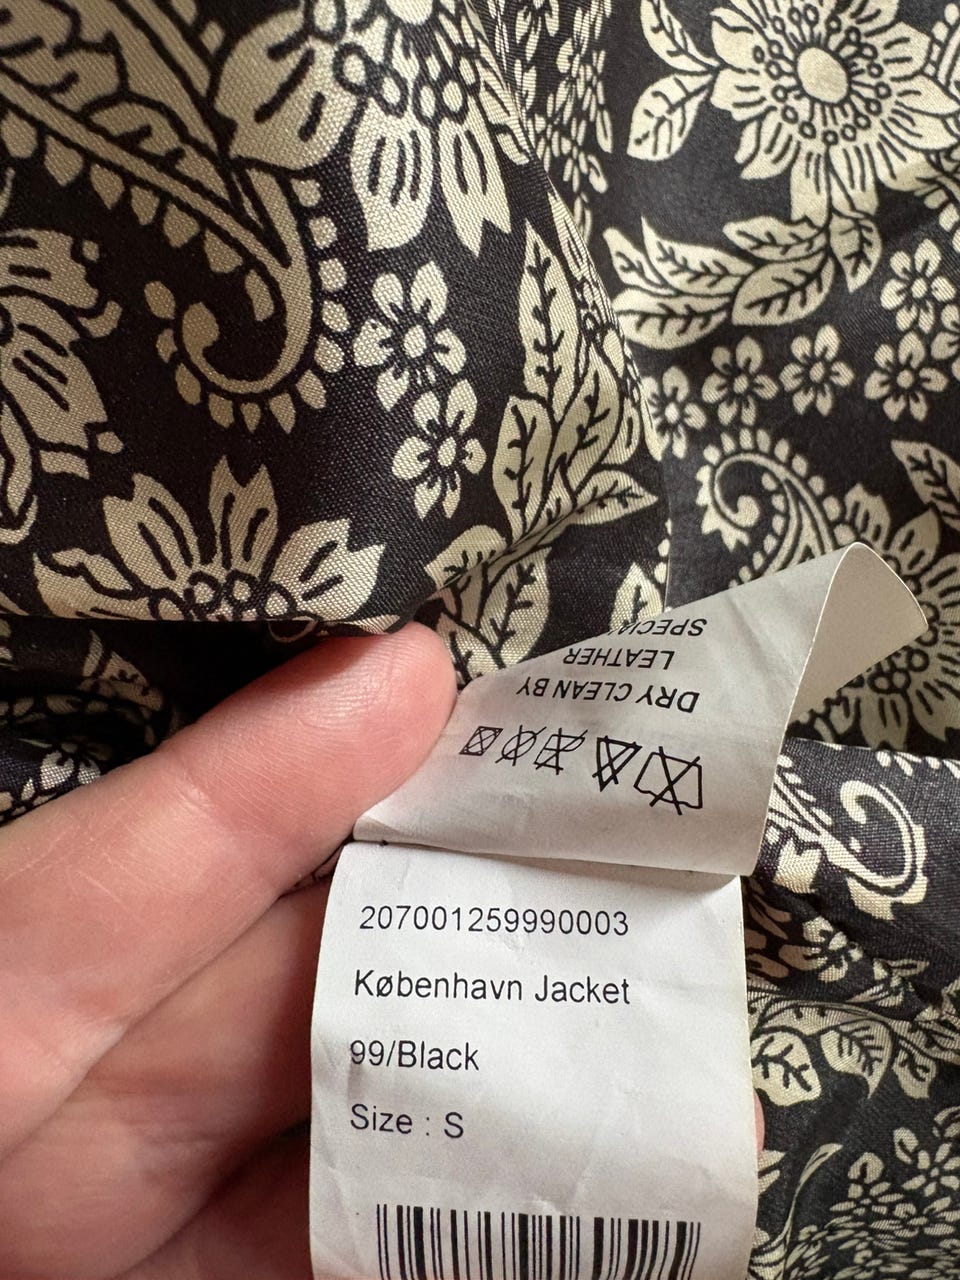 DRY CLEAN BY
LEATHER
207001259990003
København Jacket
99/Black
Size : S